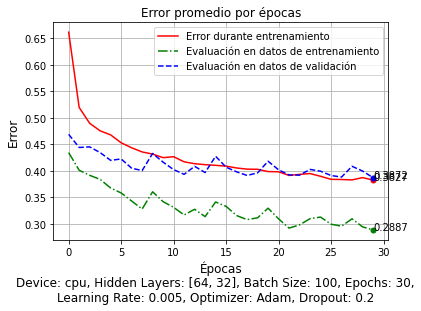 Error promedio por épocas
Error durante entrenamiento
Evaluación en datos de entrenamiento
Evaluación en datos de validación
Error
0.65
0.60
0.55
0.50
0.45
0.40
0.35
0.30
0.2887
0
5
10
15
20
25
30
Épocas
Device: cpu, Hidden Layers: [64, 32], Batch Size: 100, Epochs: 30,
Learning Rate: 0.005, Optimizer: Adam, Dropout: 0.2